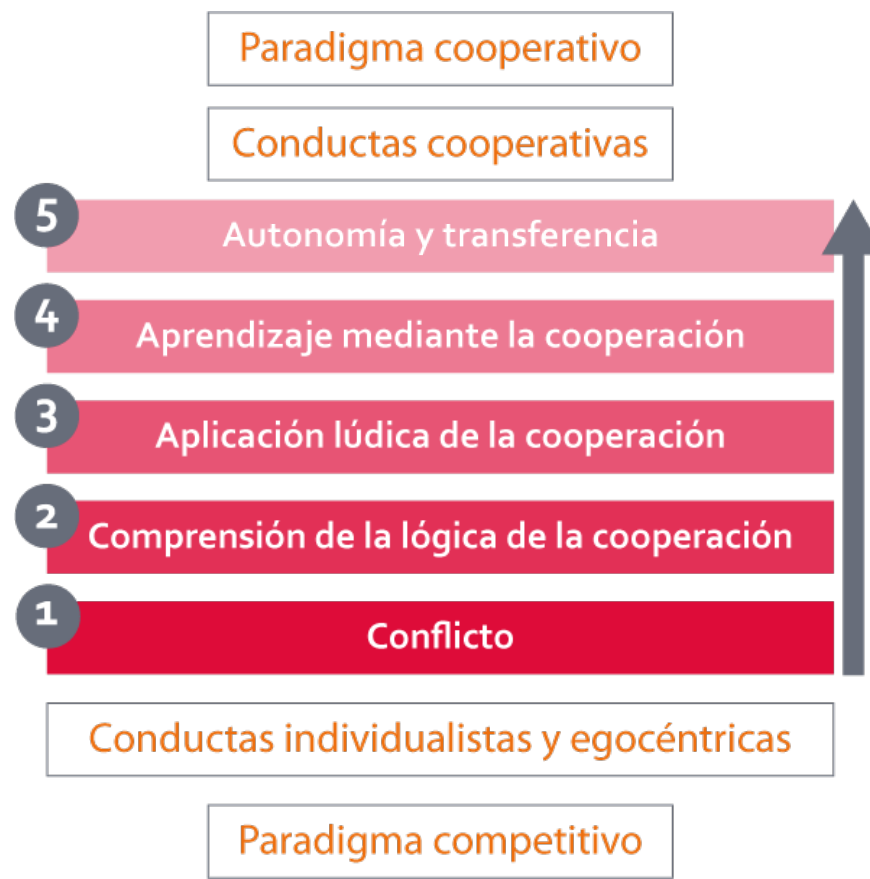 Paradigma cooperativo
Conductas cooperativas
5 Autonomía y transferencia
4 Aprendizaje mediante la cooperación
3 Aplicación lúdica de la cooperación
2 Comprensión de la lógica de la cooperación
1 Conflicto
Conductas individualistas y egocéntricas
Paradigma competitivo